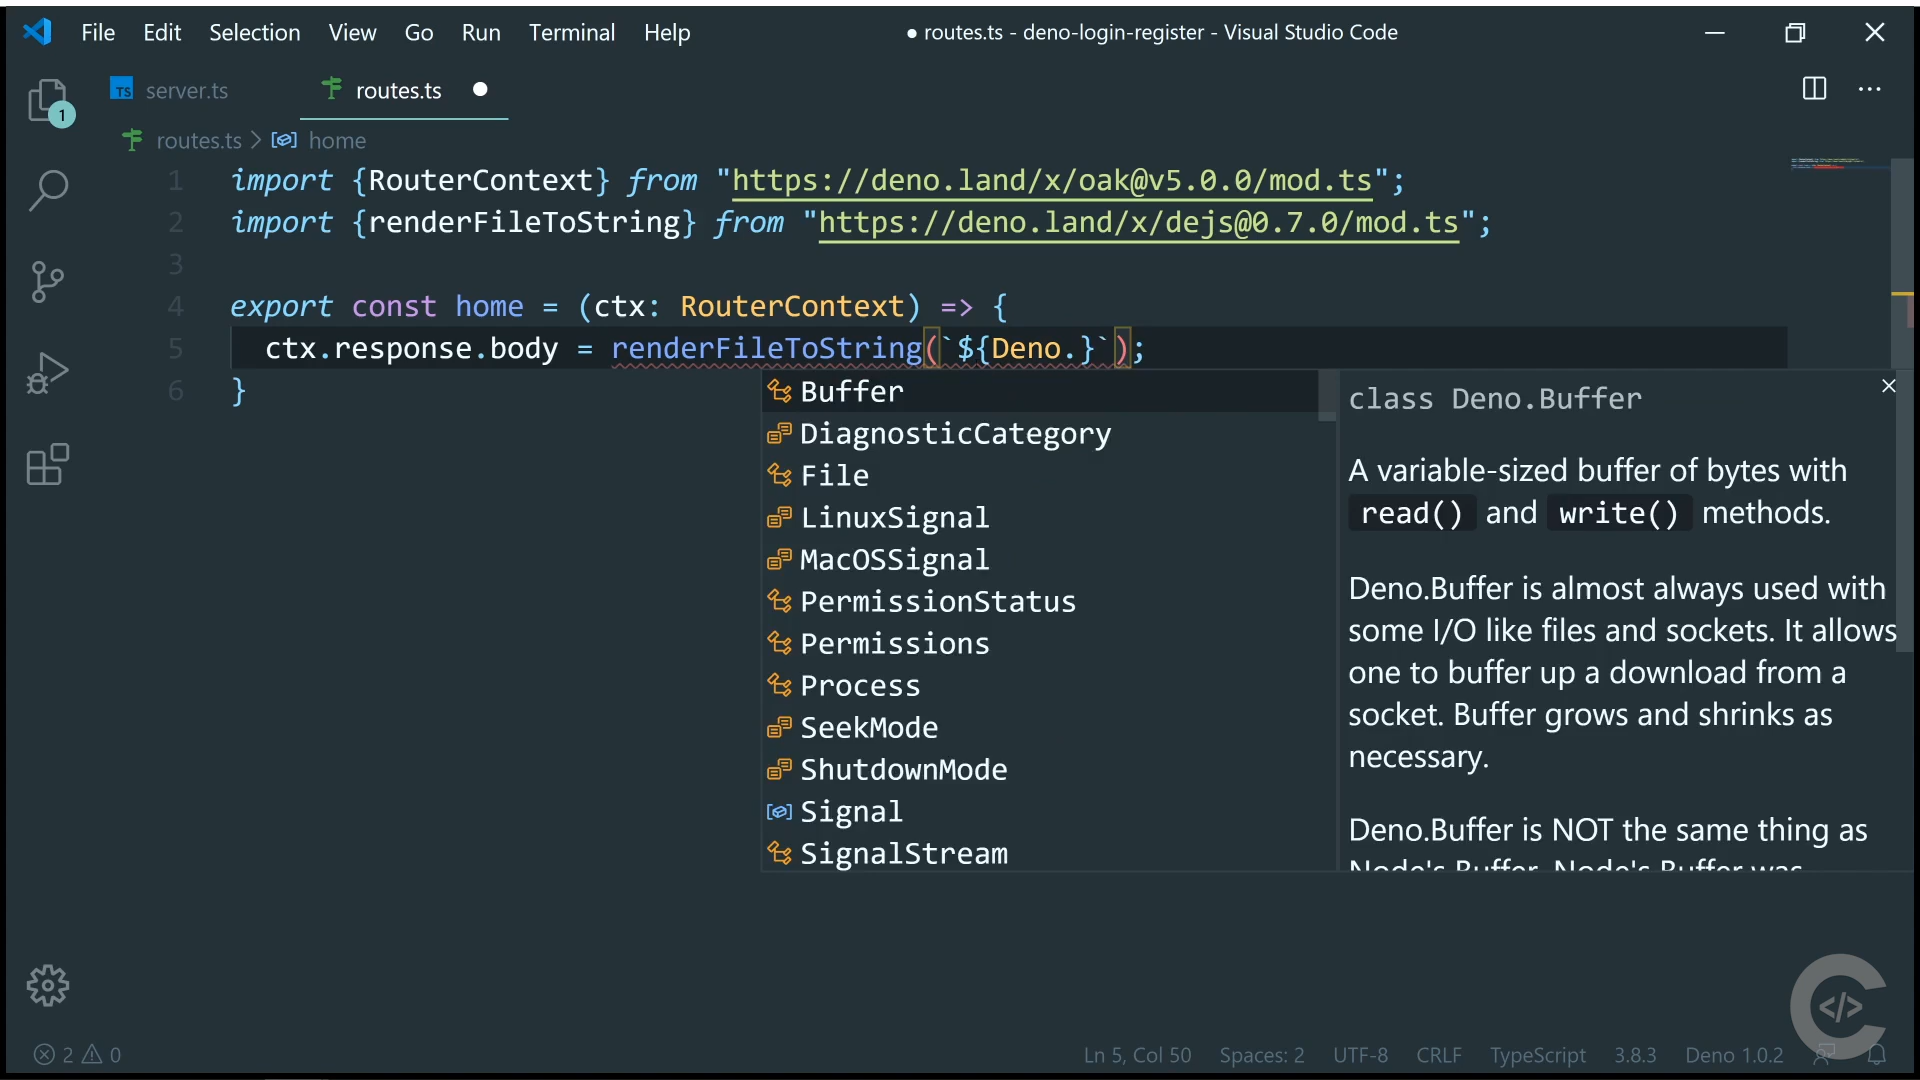 File Edit Selection View Go Run Terminal Help ● routes.ts - deno-login-register - Visual Studio Code
TS server.ts routes.ts
1
routes.ts > home
1 import {RouterContext} from "https://deno.land/x/oak@v5.0.0/mod.ts";
2 import {renderFileToString} from "https://deno.land/x/dejs@0.7.0/mod.ts";
3
4 export const home = (ctx: RouterContext) => {
5 ctx.response.body = renderFileToString(`${Deno.}`);
6 }
Buffer
DiagnosticCategory
File
LinuxSignal
MacOSSignal
PermissionStatus
Permissions
Process
SeekMode
ShutdownMode
Signal
SignalStream
class Deno.Buffer
A variable-sized buffer of bytes with
read() and write() methods.
Deno.Buffer is almost always used with
some I/O like files and sockets. It allows
one to buffer up a download from a
socket. Buffer grows and shrinks as
necessary.
Deno.Buffer is NOT the same thing as
Node's Buffer. Node's Buffer was
</>
2 0 Ln 5, Col 50 Spaces: 2 UTF-8 CRLF TypeScript 3.8.3 Deno 1.0.2